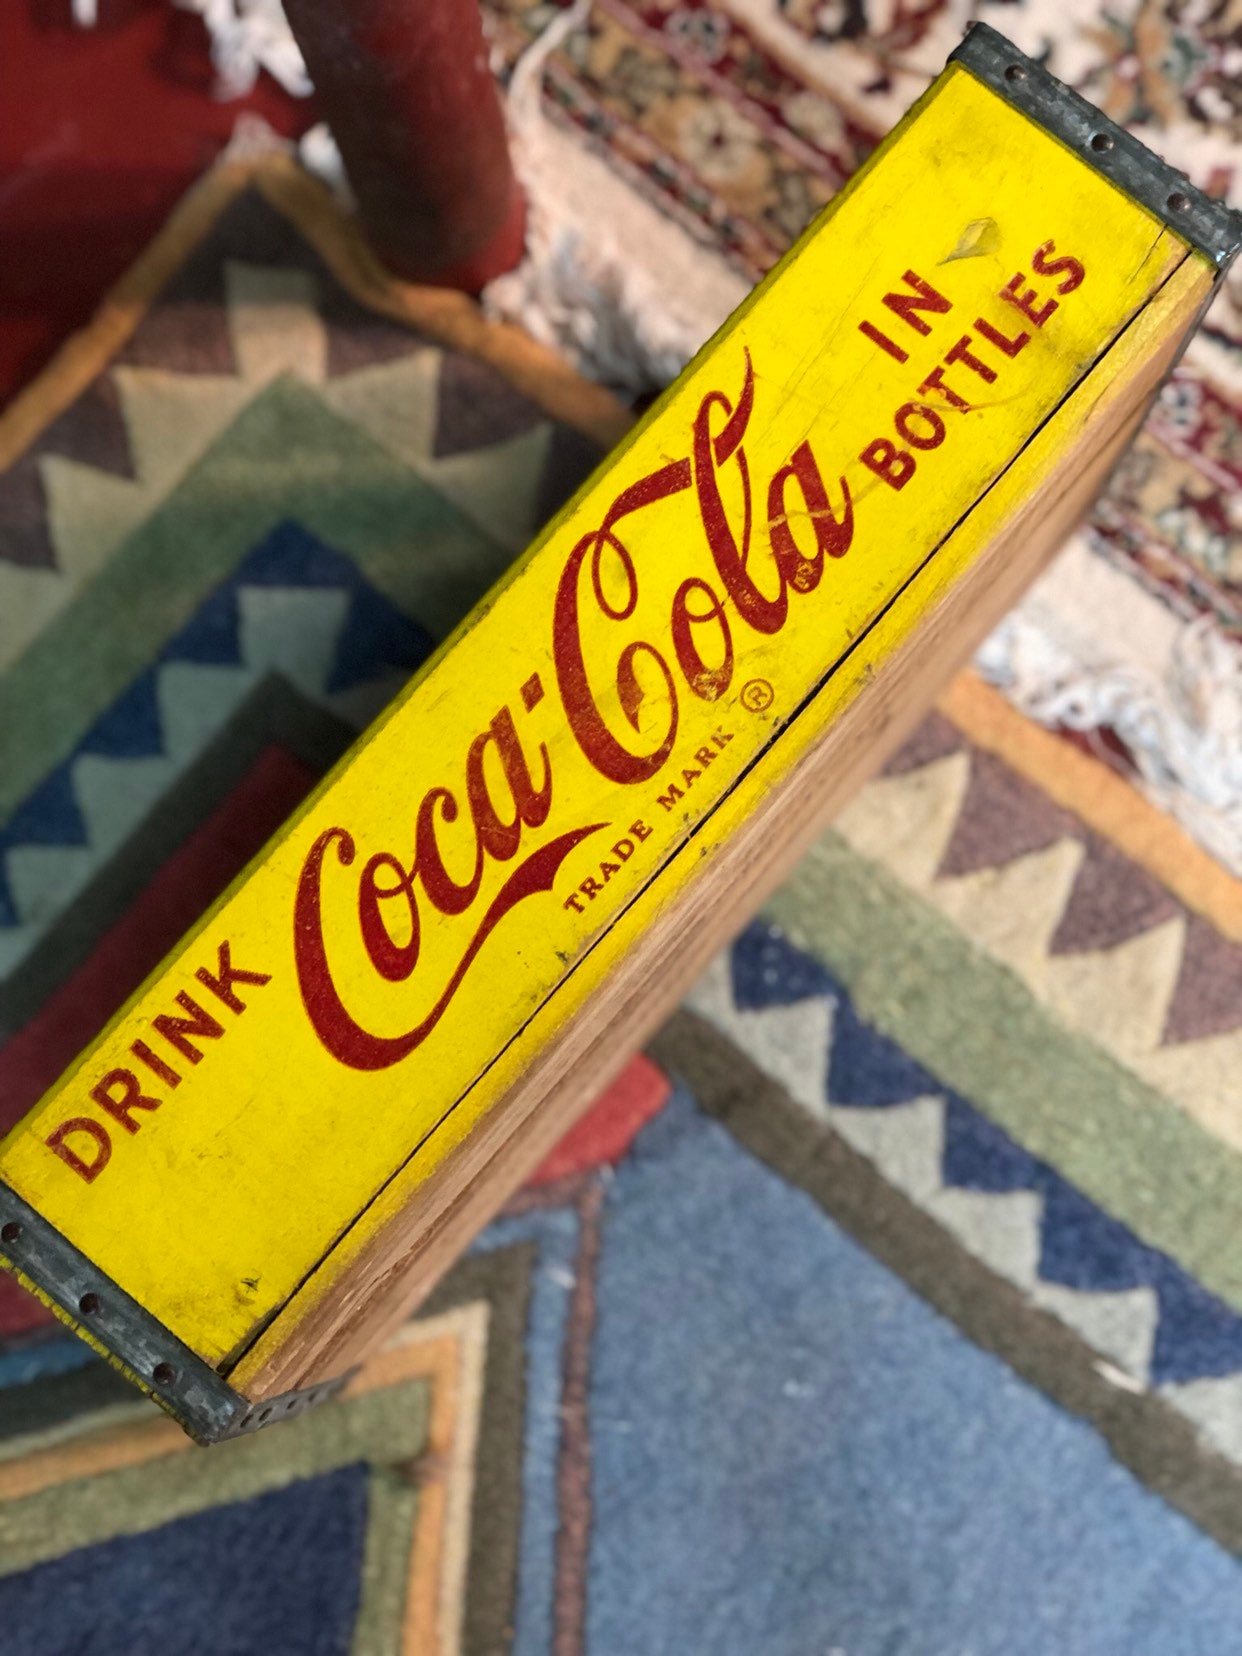 DRINK
Coca-Cola
TRADE MARK ®
IN
BOTTLES